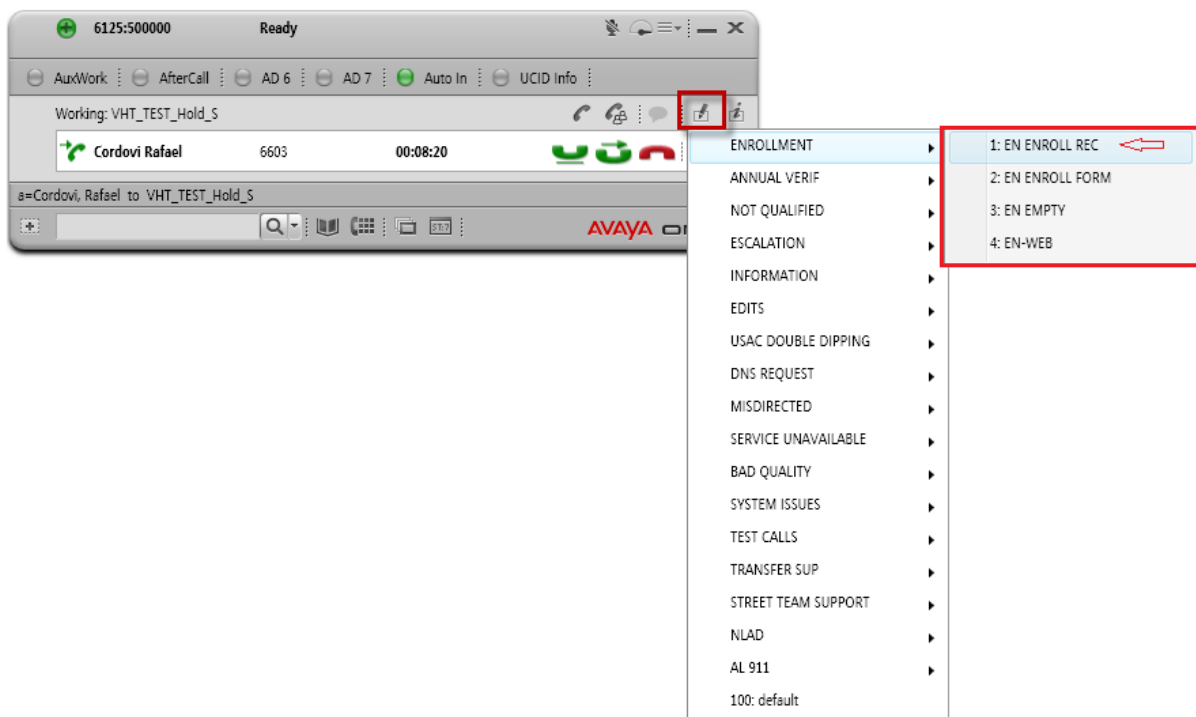 6125:500000 Ready
AuxWork AfterCall AD 6 AD 7 Auto In UCID Info
Working: VHT_TEST_Hold_S
Cordovi Rafael 6603 00:08:20
a=Cordovi, Rafael to VHT_TEST_Hold_S
AVAYA
ENROLLMENT
ANNUAL VERIF
NOT QUALIFIED
ESCALATION
INFORMATION
EDITS
USAC DOUBLE DIPPING
DNS REQUEST
MISDIRECTED
SERVICE UNAVAILABLE
BAD QUALITY
SYSTEM ISSUES
TEST CALLS
TRANSFER SUP
STREET TEAM SUPPORT
NLAD
AL 911
100: default
1: EN ENROLL REC
2: EN ENROLL FORM
3: EN EMPTY
4: EN-WEB